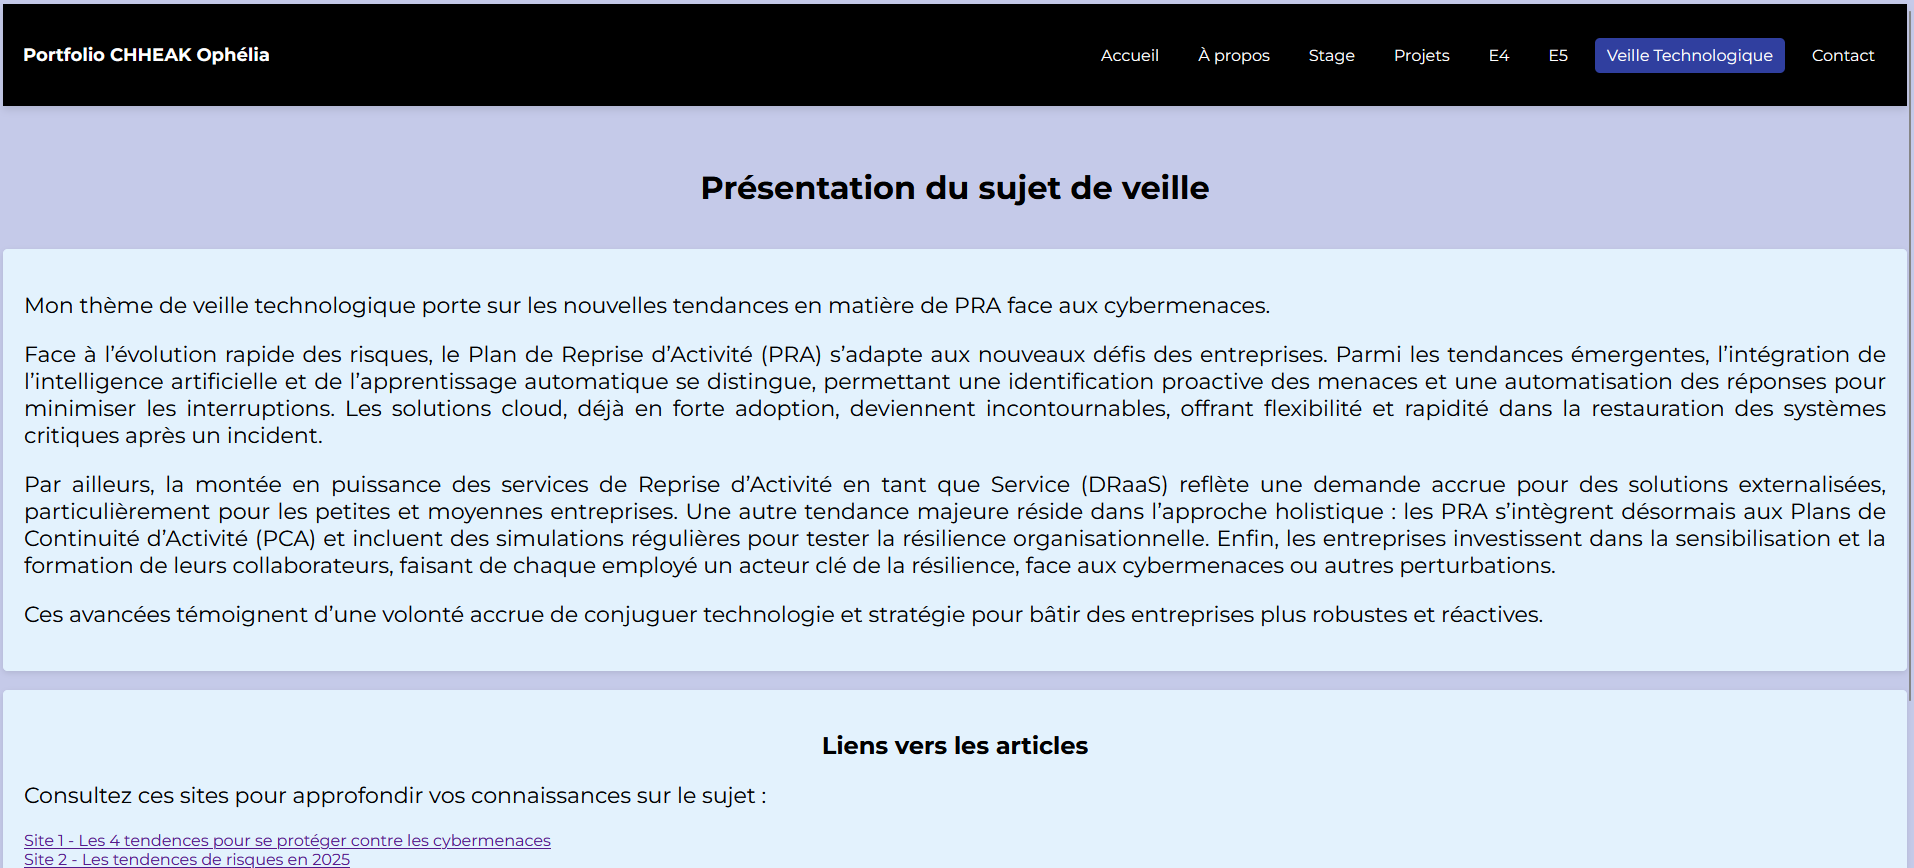 Portfolio CHHEAK Ophélia
Accueil À propos Stage Projets E4 E5 Veille Technologique Contact
Présentation du sujet de veille
Mon thème de veille technologique porte sur les nouvelles tendances en matière de PRA face aux cybermenaces.
Face à l’évolution rapide des risques, le Plan de Reprise d’Activité (PRA) s’adapte aux nouveaux défis des entreprises. Parmi les tendances émergentes, l’intégration de
l’intelligence artificielle et de l’apprentissage automatique se distingue, permettant une identification proactive des menaces et une automatisation des réponses pour
minimiser les interruptions. Les solutions cloud, déjà en forte adoption, deviennent incontournables, offrant flexibilité et rapidité dans la restauration des systèmes
critiques après un incident.
Par ailleurs, la montée en puissance des services de Reprise d’Activité en tant que Service (DRaaS) reflète une demande accrue pour des solutions externalisées,
particulièrement pour les petites et moyennes entreprises. Une autre tendance majeure réside dans l’approche holistique : les PRA s’intègrent désormais aux Plans de
Continuité d’Activité (PCA) et incluent des simulations régulières pour tester la résilience organisationnelle. Enfin, les entreprises investissent dans la sensibilisation et la
formation de leurs collaborateurs, faisant de chaque employé un acteur clé de la résilience, face aux cybermenaces ou autres perturbations.
Ces avancées témoignent d’une volonté accrue de conjuguer technologie et stratégie pour bâtir des entreprises plus robustes et réactives.
Liens vers les articles
Consultez ces sites pour approfondir vos connaissances sur le sujet :
Site 1 - Les 4 tendences pour se protéger contre les cybermenaces
Site 2 - Les tendences de risques en 2025